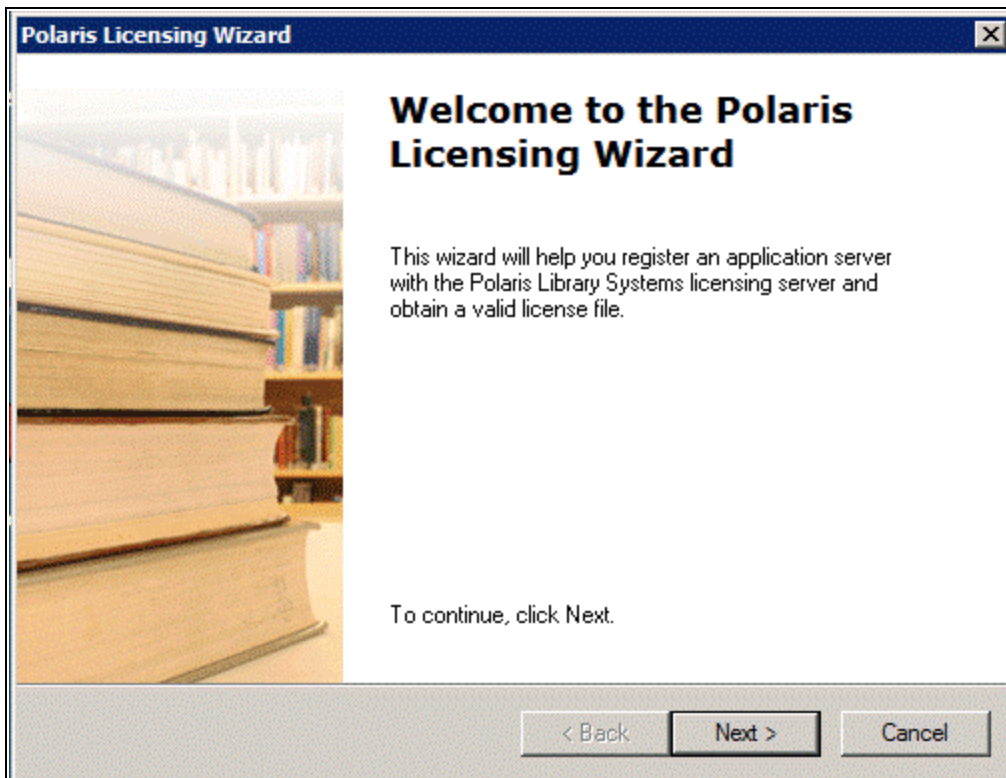 Polaris Licensing Wizard
Welcome to the Polaris
Licensing Wizard
This wizard will help you register an application server
with the Polaris Library Systems licensing server and
obtain a valid license file.
To continue, click Next.
< Back
Next >
Cancel